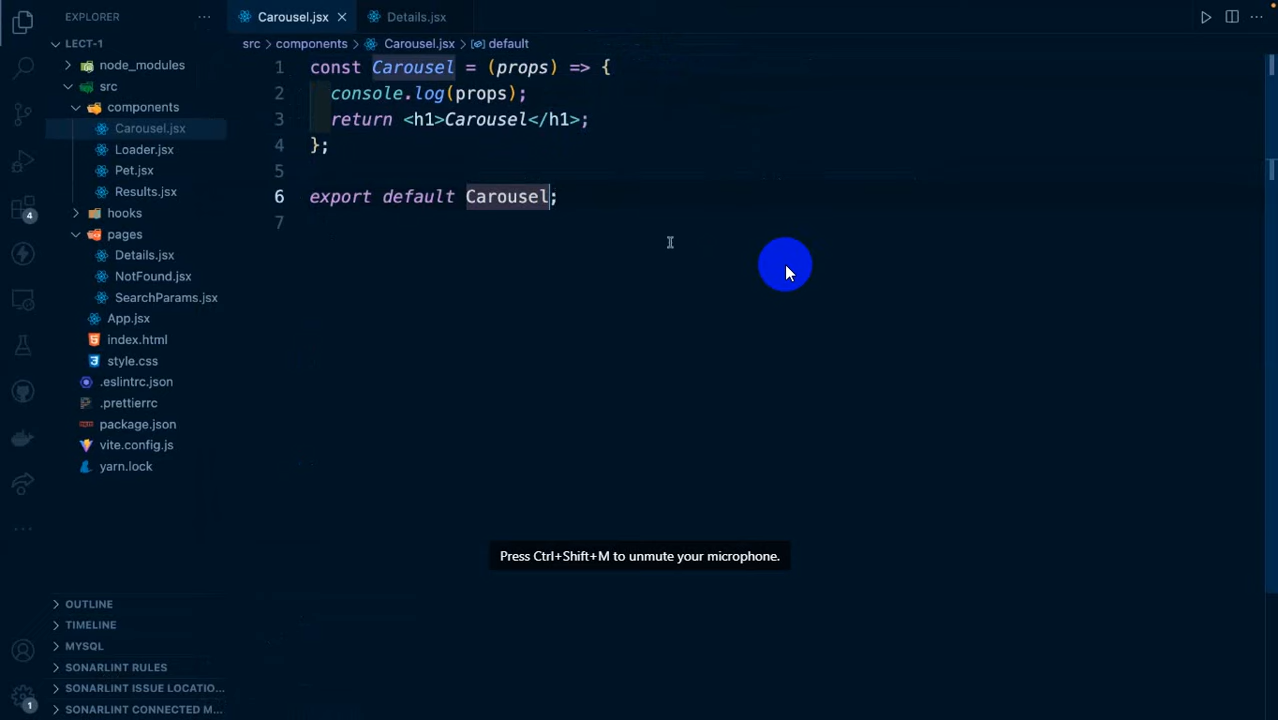 EXPLORER
Carousel.jsx
Details.jsx
LECT-1
src > components > Carousel.jsx > default
node_modules
src
components
Carousel.jsx
Loader.jsx
Pet.jsx
Results.jsx
hooks
pages
Details.jsx
NotFound.jsx
SearchParams.jsx
App.jsx
index.html
style.css
.eslintrc.json
.prettierrc
package.json
vite.config.js
yarn.lock
1 const Carousel = (props) => {
2 console.log(props);
3 return <h1>Carousel</h1>;
4 };
5
6 export default Carousel;
7
4
Press Ctrl+Shift+M to unmute your microphone.
OUTLINE
TIMELINE
MYSQL
SONARLINT RULES
SONARLINT ISSUE LOCATIO...
SONARLINT CONNECTED M...
1